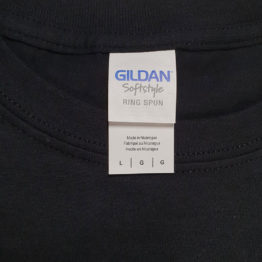 GILDAN
Softstyle
RING SPUN
Made in Nicaragua
Fabriqué au Nicaragua
Hecho en Nicaragua
L | G | G